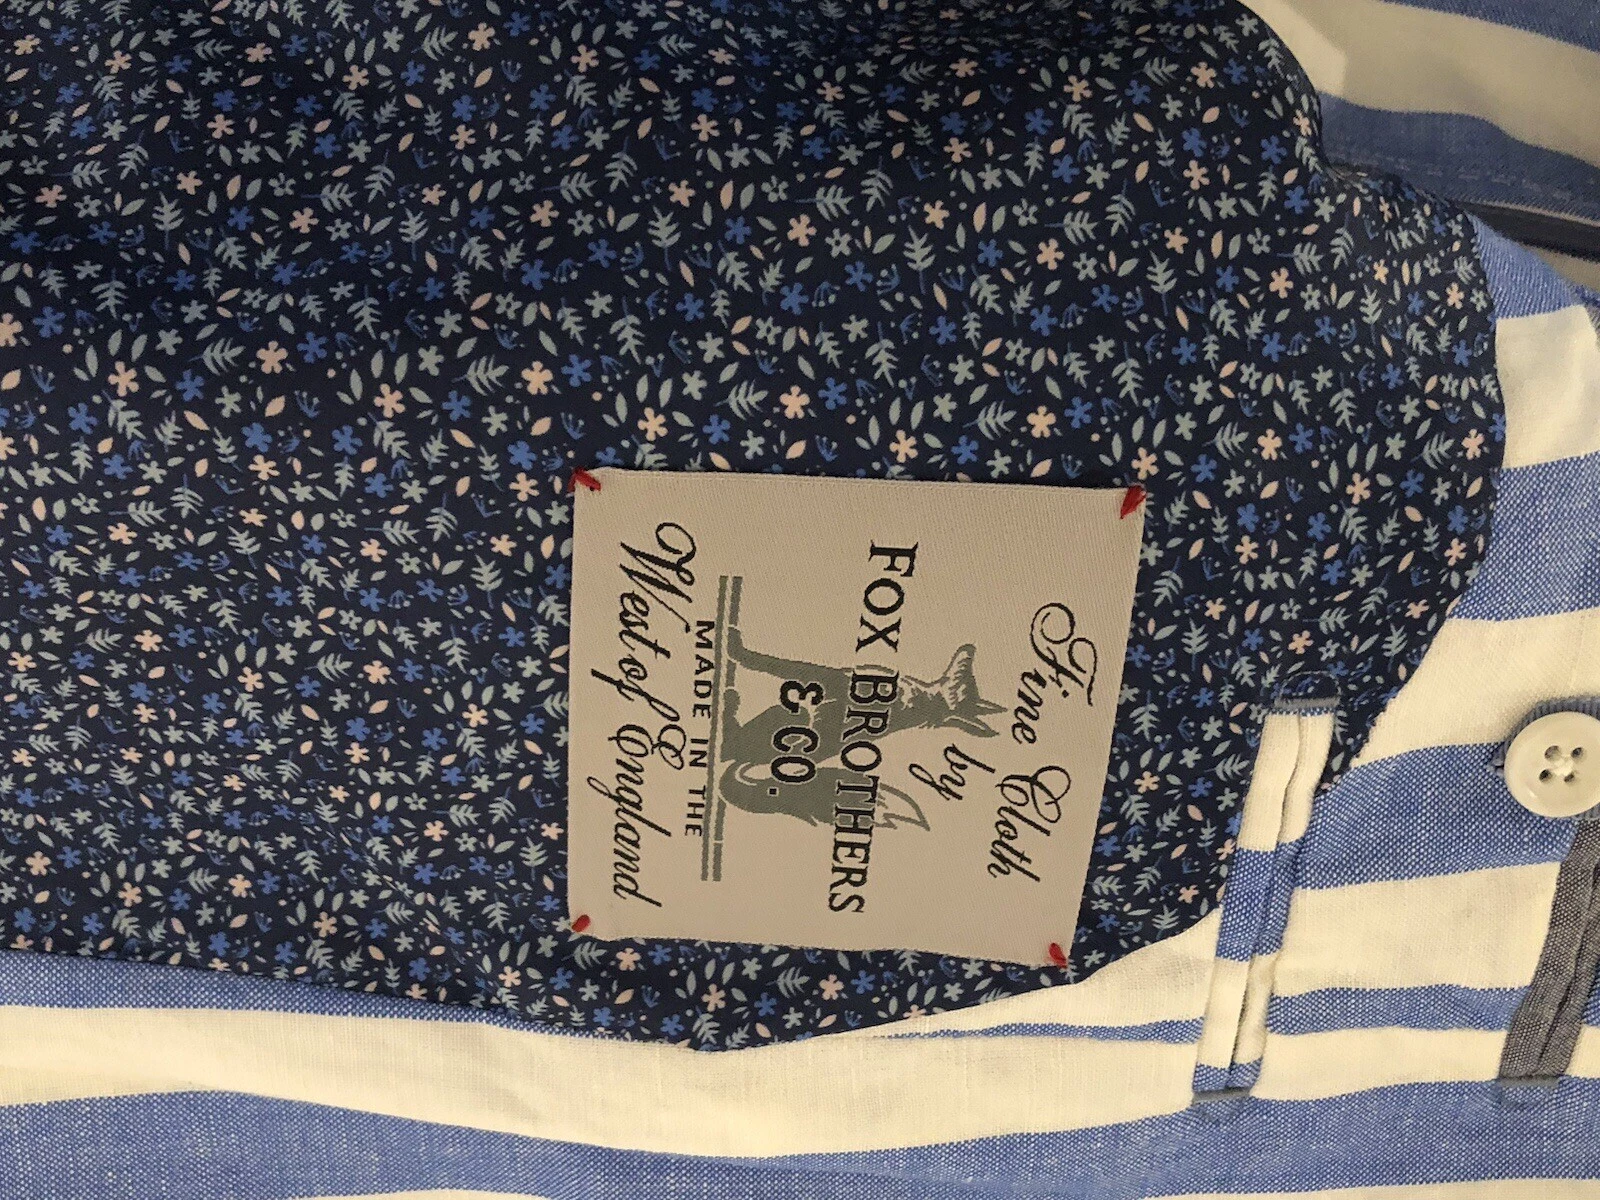 Fine Cloth
by
FOX BROTHERS
& CO.
MADE IN THE
West of England